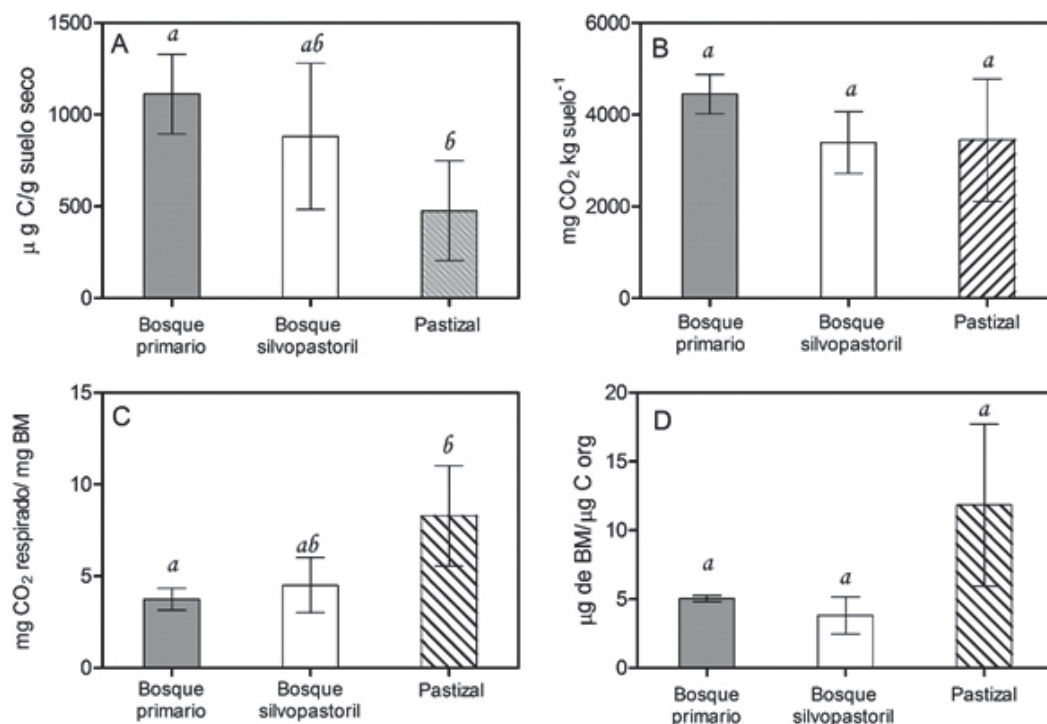 A
μ g C/g suelo seco
1500
1000
500
0
a
ab
b
Bosque
primario
Bosque
silvopastoril
Pastizal
B
mg CO₂ kg suelo⁻¹
6000
4000
2000
0
a
a
a
Bosque
primario
Bosque
silvopastoril
Pastizal
C
mg CO₂ respirado/ mg BM
15
10
5
0
a
ab
b
Bosque
primario
Bosque
silvopastoril
Pastizal
D
μg de BM/μg C org
20
15
10
5
0
a
a
a
Bosque
primario
Bosque
silvopastoril
Pastizal